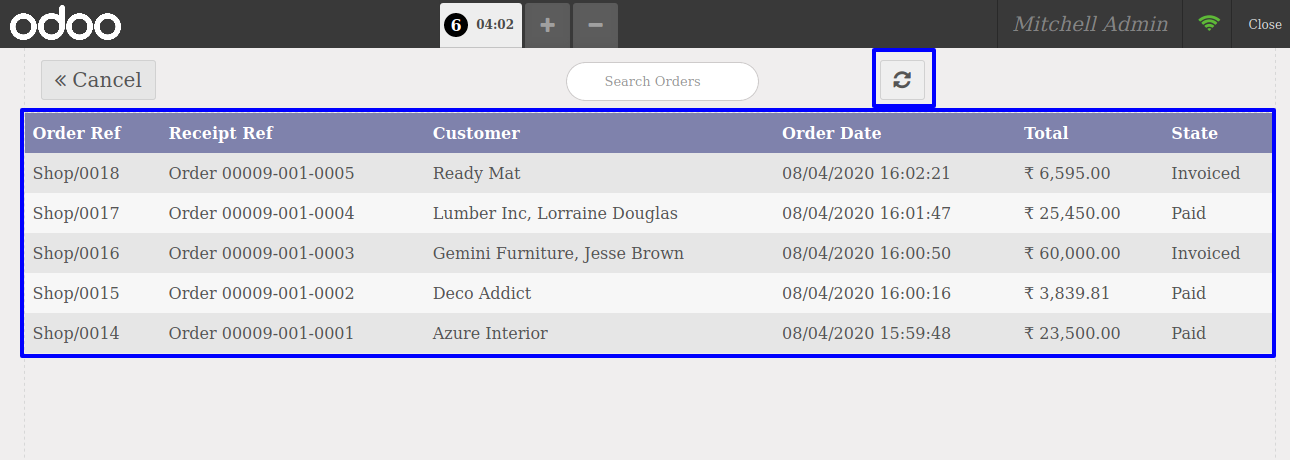 odoo 6 04:02 Mitchell Admin Close
Cancel Search Orders
Order Ref Receipt Ref Customer Order Date Total State
Shop/0018 Order 00009-001-0005 Ready Mat 08/04/2020 16:02:21 ₹ 6,595.00 Invoiced
Shop/0017 Order 00009-001-0004 Lumber Inc, Lorraine Douglas 08/04/2020 16:01:47 ₹ 25,450.00 Paid
Shop/0016 Order 00009-001-0003 Gemini Furniture, Jesse Brown 08/04/2020 16:00:50 ₹ 60,000.00 Invoiced
Shop/0015 Order 00009-001-0002 Deco Addict 08/04/2020 16:00:16 ₹ 3,839.81 Paid
Shop/0014 Order 00009-001-0001 Azure Interior 08/04/2020 15:59:48 ₹ 23,500.00 Paid